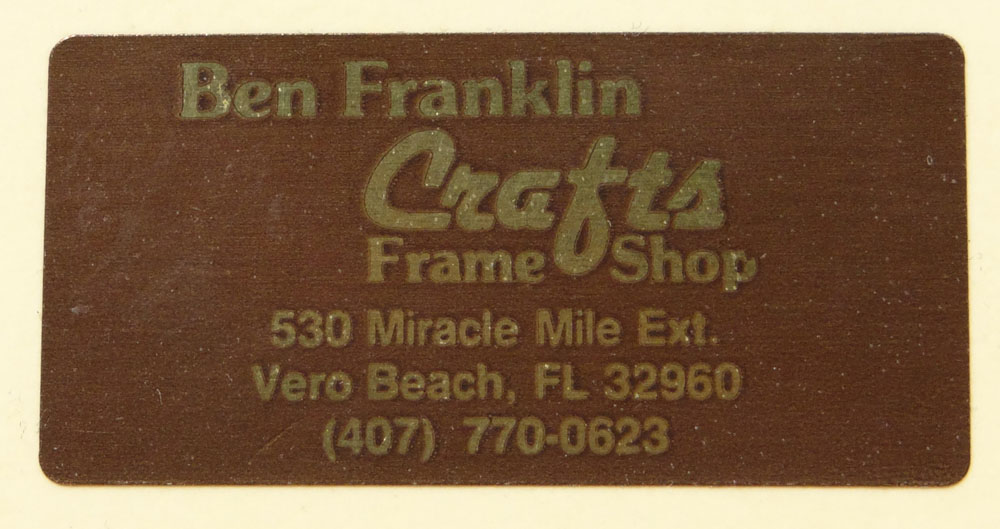 Ben Franklin
Crafts
Frame Shop
530 Miracle Mile Ext.
Vero Beach, FL 32960
(407) 770-0623